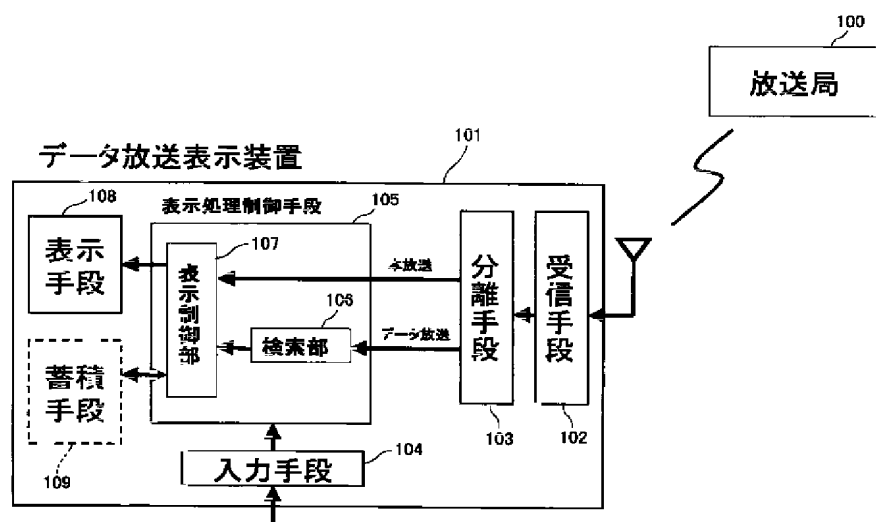 100
放送局
データ放送表示装置
101
108
表示手段
表示処理制御手段
105
107
表示制御部
本放送
106
検索部
データ放送
分離手段
103
受信手段
102
蓄積手段
109
104
入力手段